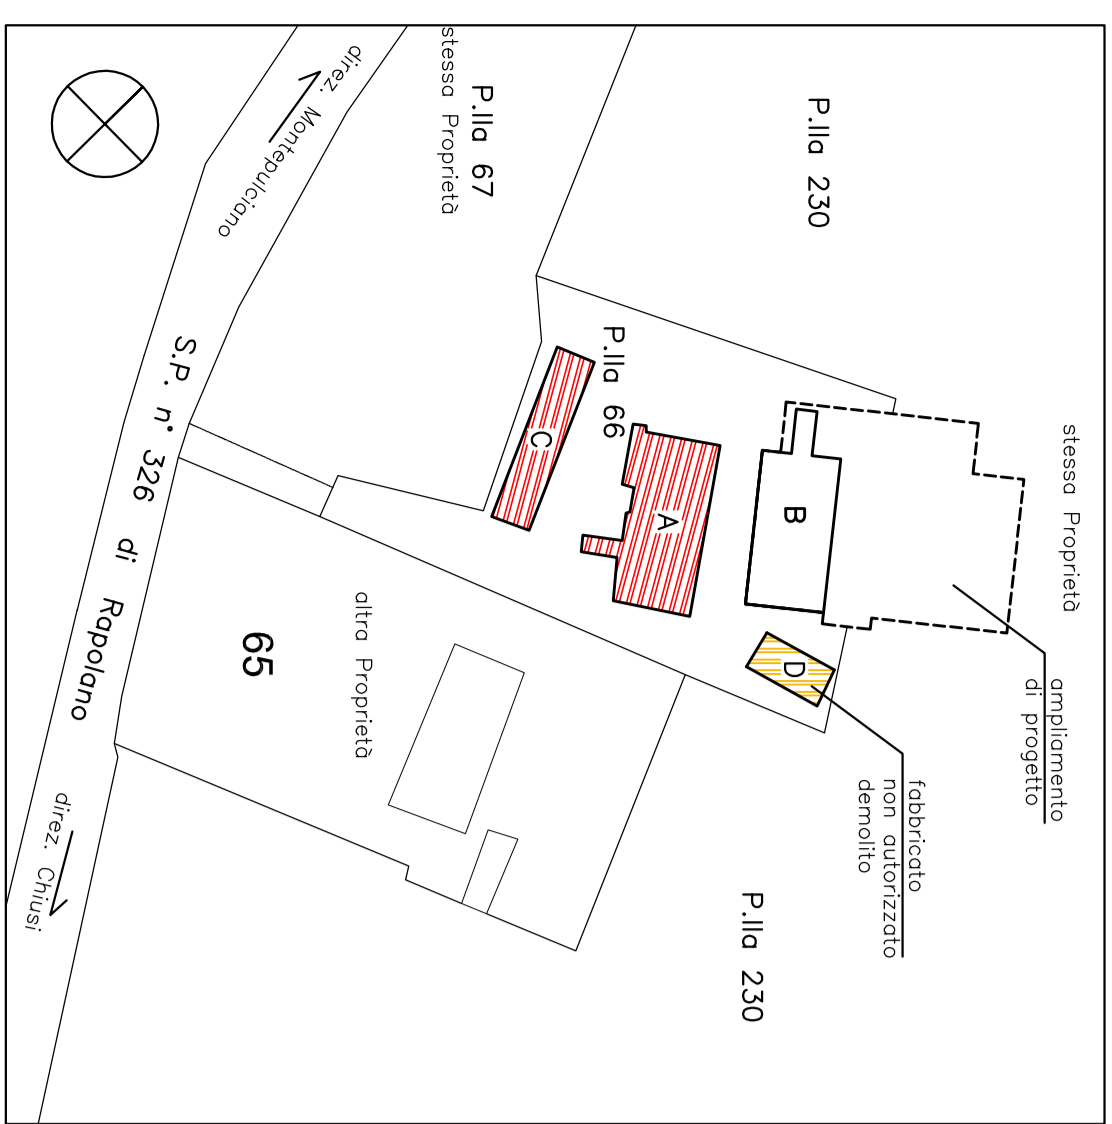 stessa Proprietà
ampliamento
di progetto
P.lla 230
fabbricato
non autorizzato
demolito
B
D
P.lla 230
A
P.lla 66
C
P.lla 67
stessa Proprietà
altra Proprietà
65
direz. Montepulciano
S.P. n° 326 di Rapolano
direz. Chiusi